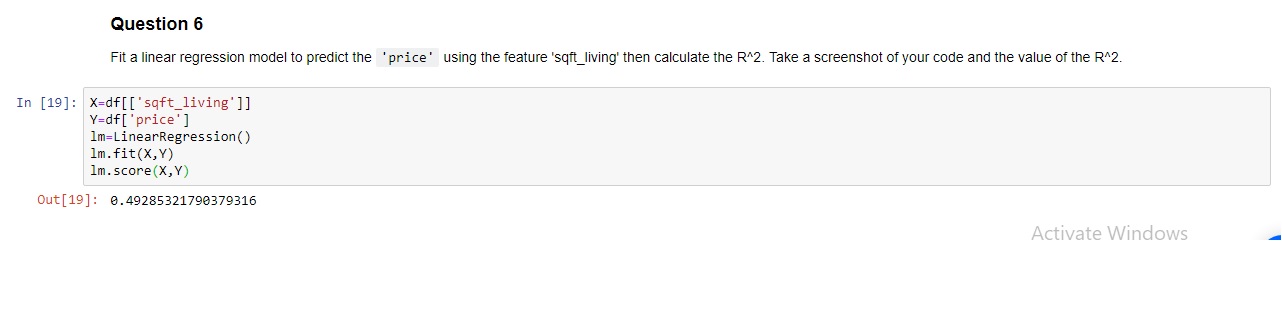 Question 6
Fit a linear regression model to predict the 'price' using the feature 'sqft_living' then calculate the R^2. Take a screenshot of your code and the value of the R^2.
In [19]: X=df[['sqft_living']]
Y=df['price']
lm=LinearRegression()
lm.fit(X,Y)
lm.score(X,Y)
Out[19]: 0.49285321790379316
Activate Windows